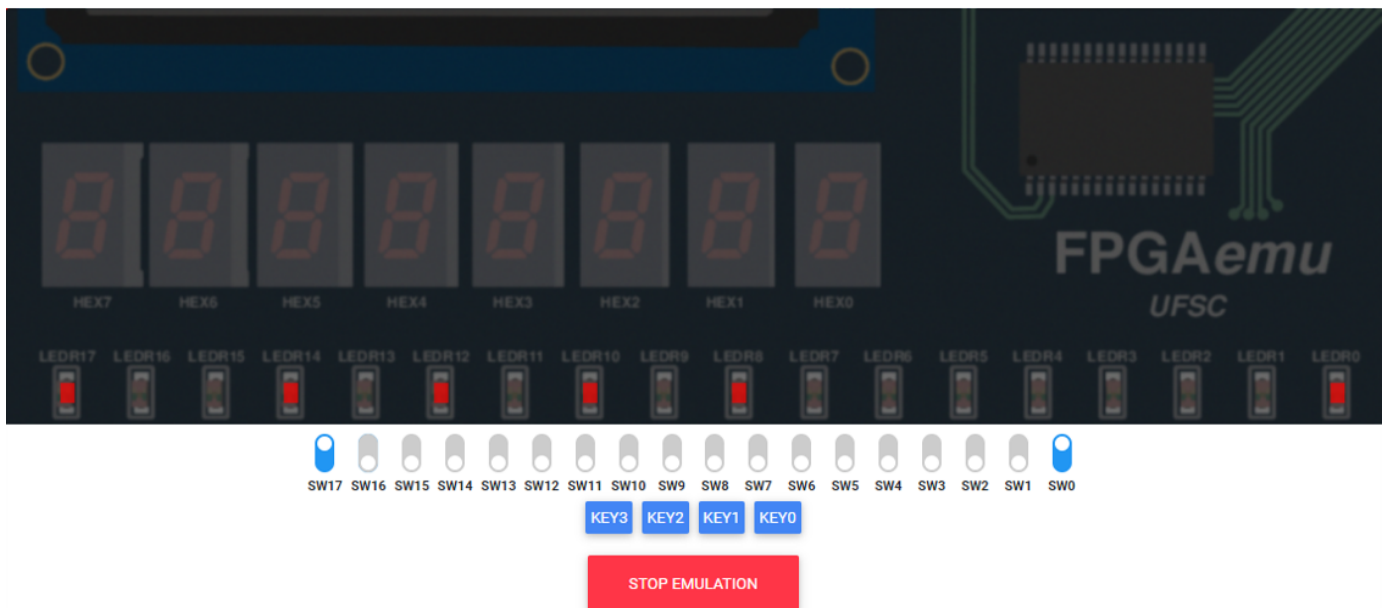 FPGAemu
UFSC
HEX7 HEX6 HEX5 HEX4 HEX3 HEX2 HEX1 HEX0
LEDR17 LEDR16 LEDR15 LEDR14 LEDR13 LEDR12 LEDR11 LEDR10 LEDR9 LEDR8 LEDR7 LEDR6 LEDR5 LEDR4 LEDR3 LEDR2 LEDR1 LEDR0
SW17 SW16 SW15 SW14 SW13 SW12 SW11 SW10 SW9 SW8 SW7 SW6 SW5 SW4 SW3 SW2 SW1 SW0
KEY3 KEY2 KEY1 KEY0
STOP EMULATION